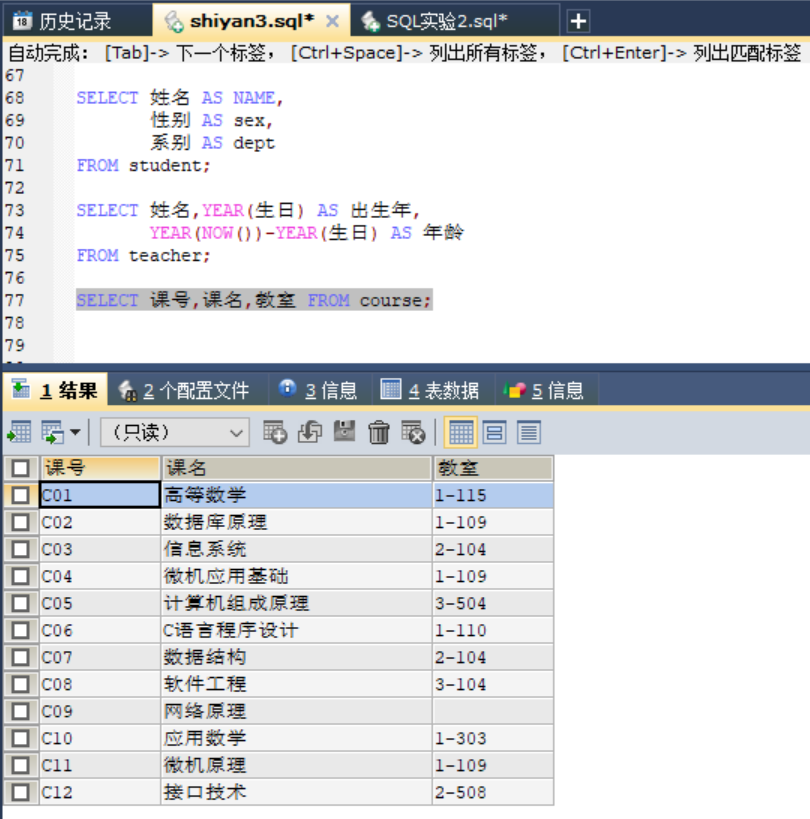 18 历史记录 shiyan3.sql* × SQL实验2.sql* +
自动完成: [Tab]-> 下一个标签, [Ctrl+Space]-> 列出所有标签, [Ctrl+Enter]-> 列出匹配标签
67
68 SELECT 姓名 AS NAME,
69 性别 AS sex,
70 系别 AS dept
71 FROM student;
72
73 SELECT 姓名,YEAR(生日) AS 出生年,
74 YEAR(NOW())-YEAR(生日) AS 年龄
75 FROM teacher;
76
77 SELECT 课号,课名,教室 FROM course;
78
79
1 结果 2 个配置文件 3 信息 4 表数据 5 信息
(只读)
课号 课名 教室
C01 高等数学 1-115
C02 数据库原理 1-109
C03 信息系统 2-104
C04 微机应用基础 1-109
C05 计算机组成原理 3-504
C06 C语言程序设计 1-110
C07 数据结构 2-104
C08 软件工程 3-104
C09 网络原理
C10 应用数学 1-303
C11 微机原理 1-109
C12 接口技术 2-508